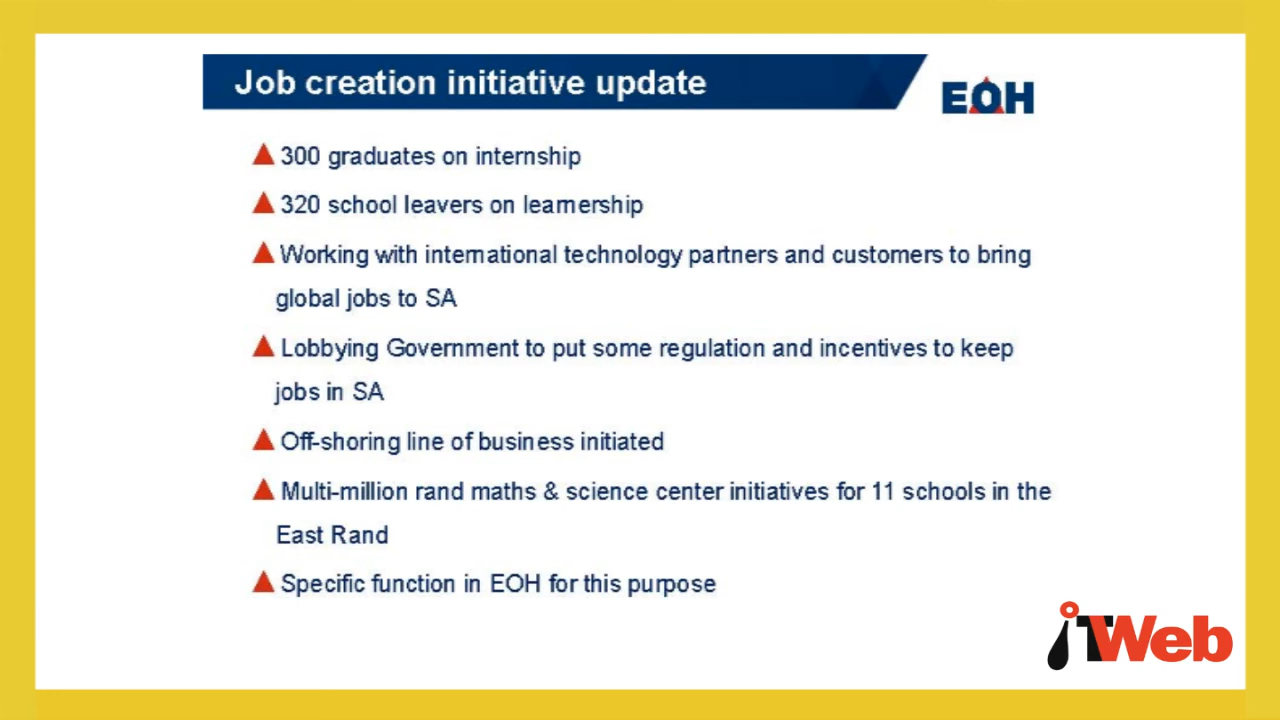 Job creation initiative update
EOH
300 graduates on internship
320 school leavers on learnership
Working with international technology partners and customers to bring
global jobs to SA
Lobbying Government to put some regulation and incentives to keep
jobs in SA
Off-shoring line of business initiated
Multi-million rand maths & science center initiatives for 11 schools in the
East Rand
Specific function in EOH for this purpose
iTWeb